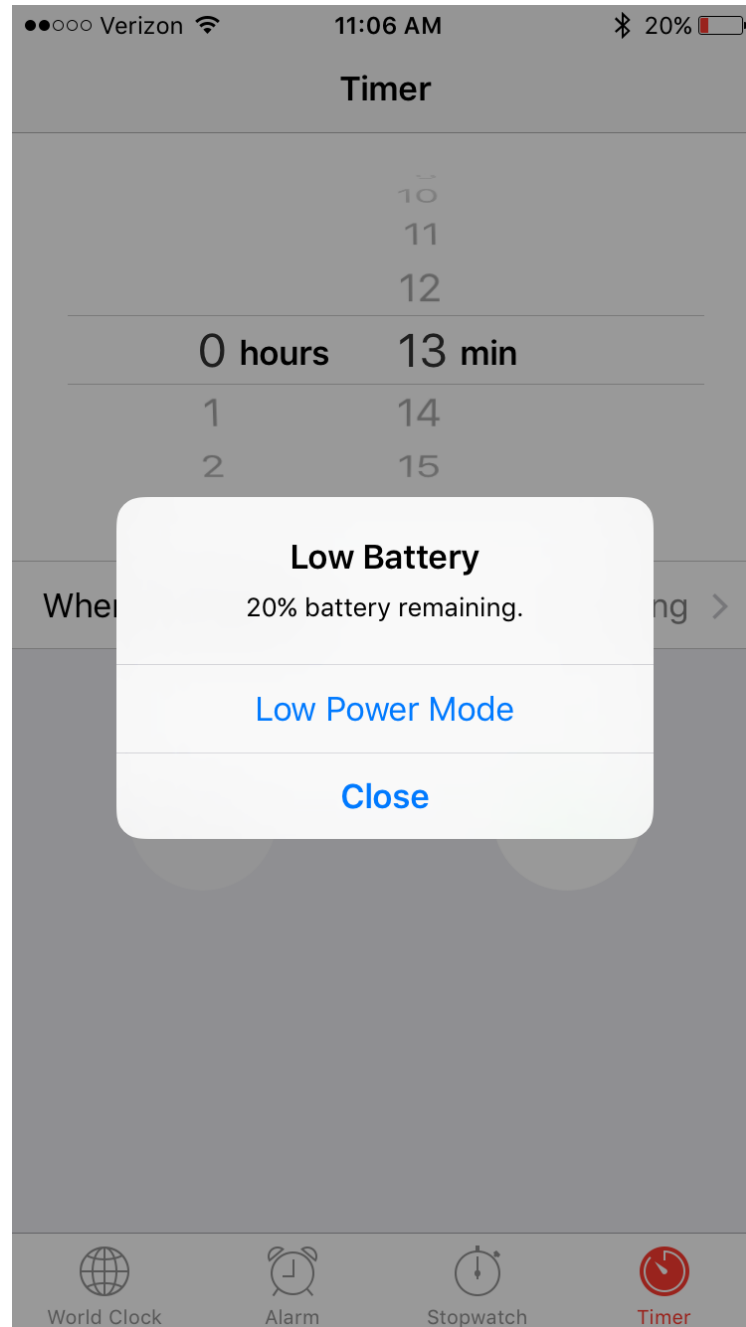 Verizon 11:06 AM 20%
Timer
10
11
12
0 hours 13 min
1 14
2 15
Low Battery
20% battery remaining.
Low Power Mode
Close
World Clock Alarm Stopwatch Timer